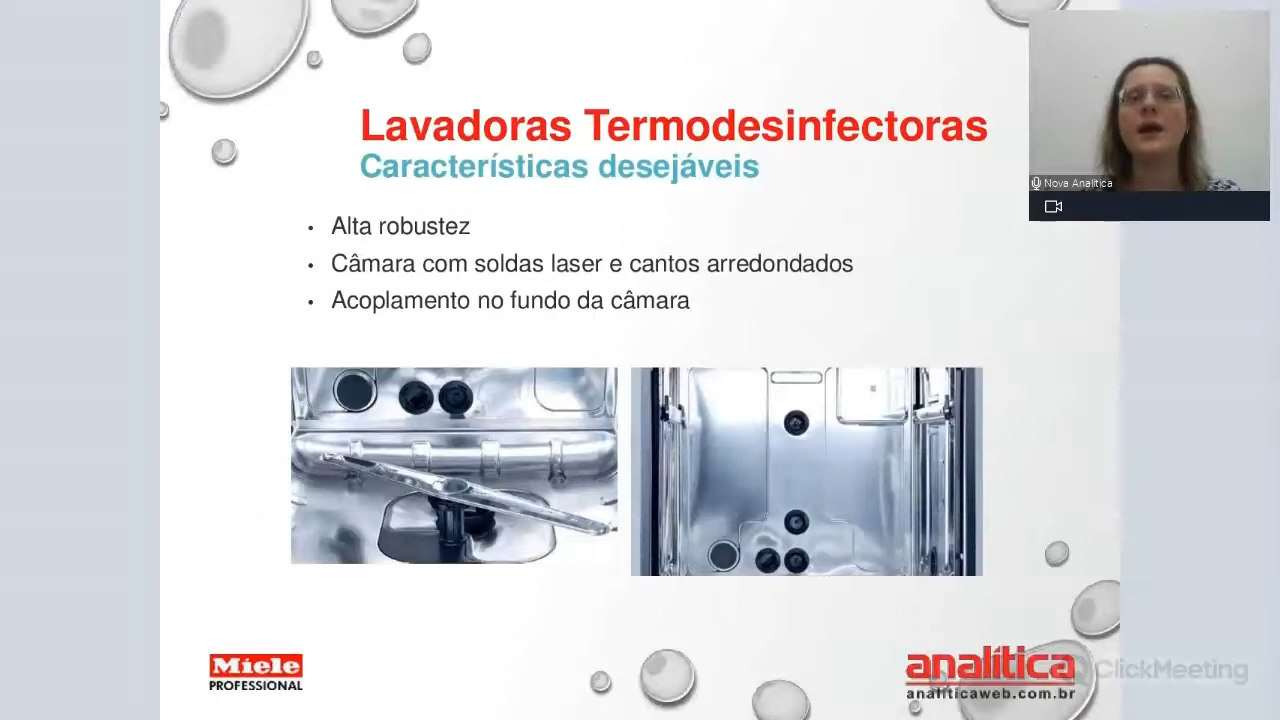 Lavadoras Termodesinfectoras
Características desejáveis
• Alta robustez
• Câmara com soldas laser e cantos arredondados
• Acoplamento no fundo da câmara
Nova Analitica
Miele
PROFESSIONAL
analítica
analiticaweb.com.br
ClickMeeting